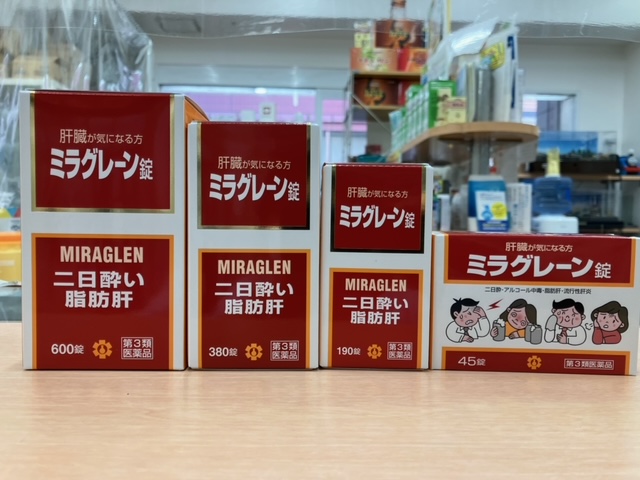 肝臓が気になる方
ミラグレーン錠
MIRAGLEN
二日酔い
脂肪肝
600錠
第3類
医薬品
肝臓が気になる方
ミラグレーン錠
MIRAGLEN
二日酔い
脂肪肝
380錠
第3類
医薬品
肝臓が気になる方
ミラグレーン錠
MIRAGLEN
二日酔い
脂肪肝
190錠
第3類
医薬品
肝臓が気になる方
ミラグレーン錠
二日酔・アルコール中毒・脂肪肝・流行性肝炎
45錠
第3類医薬品